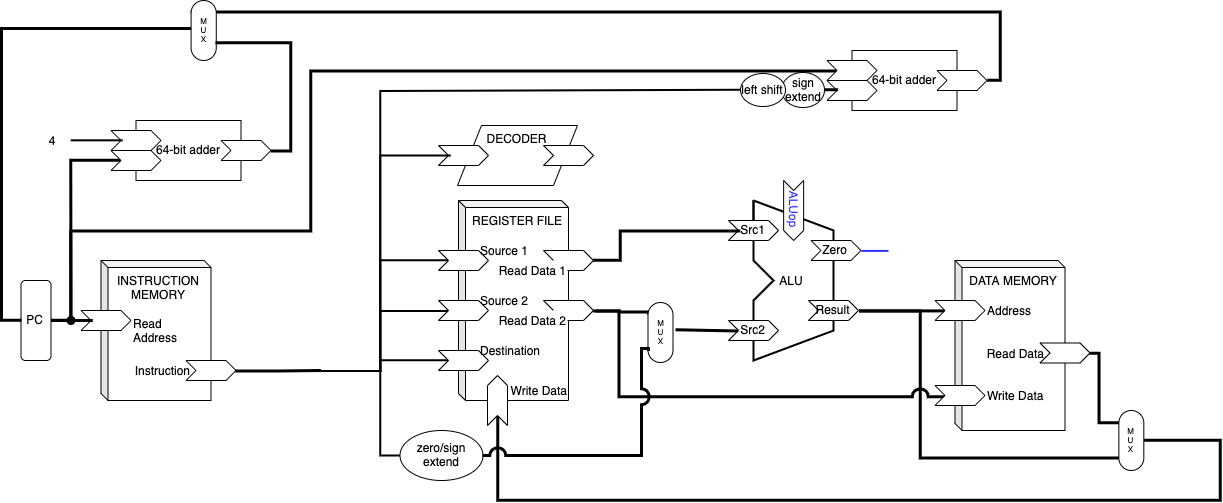 M
U
X
64-bit adder
left shift
sign
extend
4
64-bit adder
DECODER
REGISTER FILE
Source 1
Read Data 1
Source 2
Read Data 2
Destination
Write Data
ALUop
Src1
Zero
ALU
Result
Src2
M
U
X
INSTRUCTION
MEMORY
PC
Read
Address
Instruction
DATA MEMORY
Address
Read Data
Write Data
M
U
X
zero/sign
extend